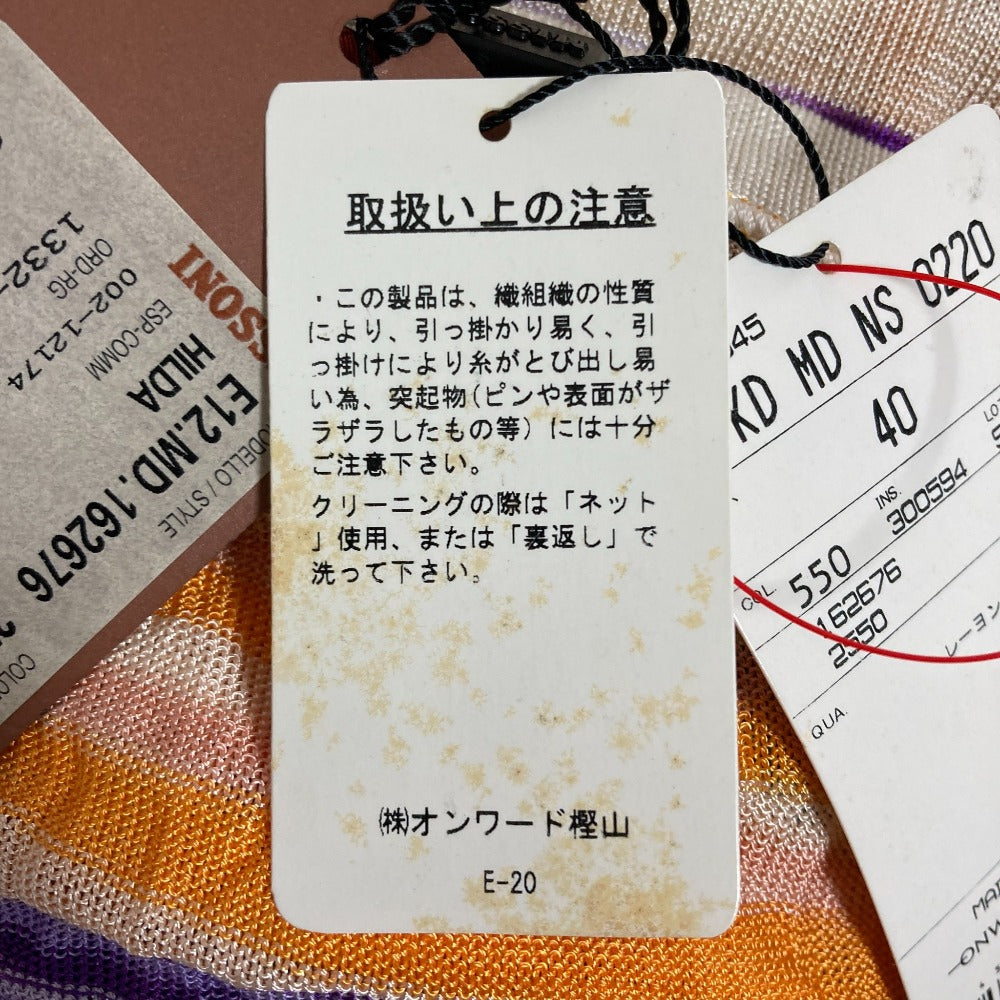 取扱い上の注意
・この製品は、織組織の性質
により、引っ掛かり易く、引
っ掛けにより糸がとび出し易
い為、突起物(ピンや表面がザ
ラザラしたもの等)には十分
ご注意下さい。
クリーニングの際は「ネット
」使用、または「裏返し」で
洗って下さい。
㈱オンワード樫山
E-20
MODELLO / STYLE
E12.MD.162676
HILDA
ESP-COMM
002-12174
ORD-RG
1332-
KD MD NS 0220
40
INS.
300594
COL.
550
162676
2550
QUA.